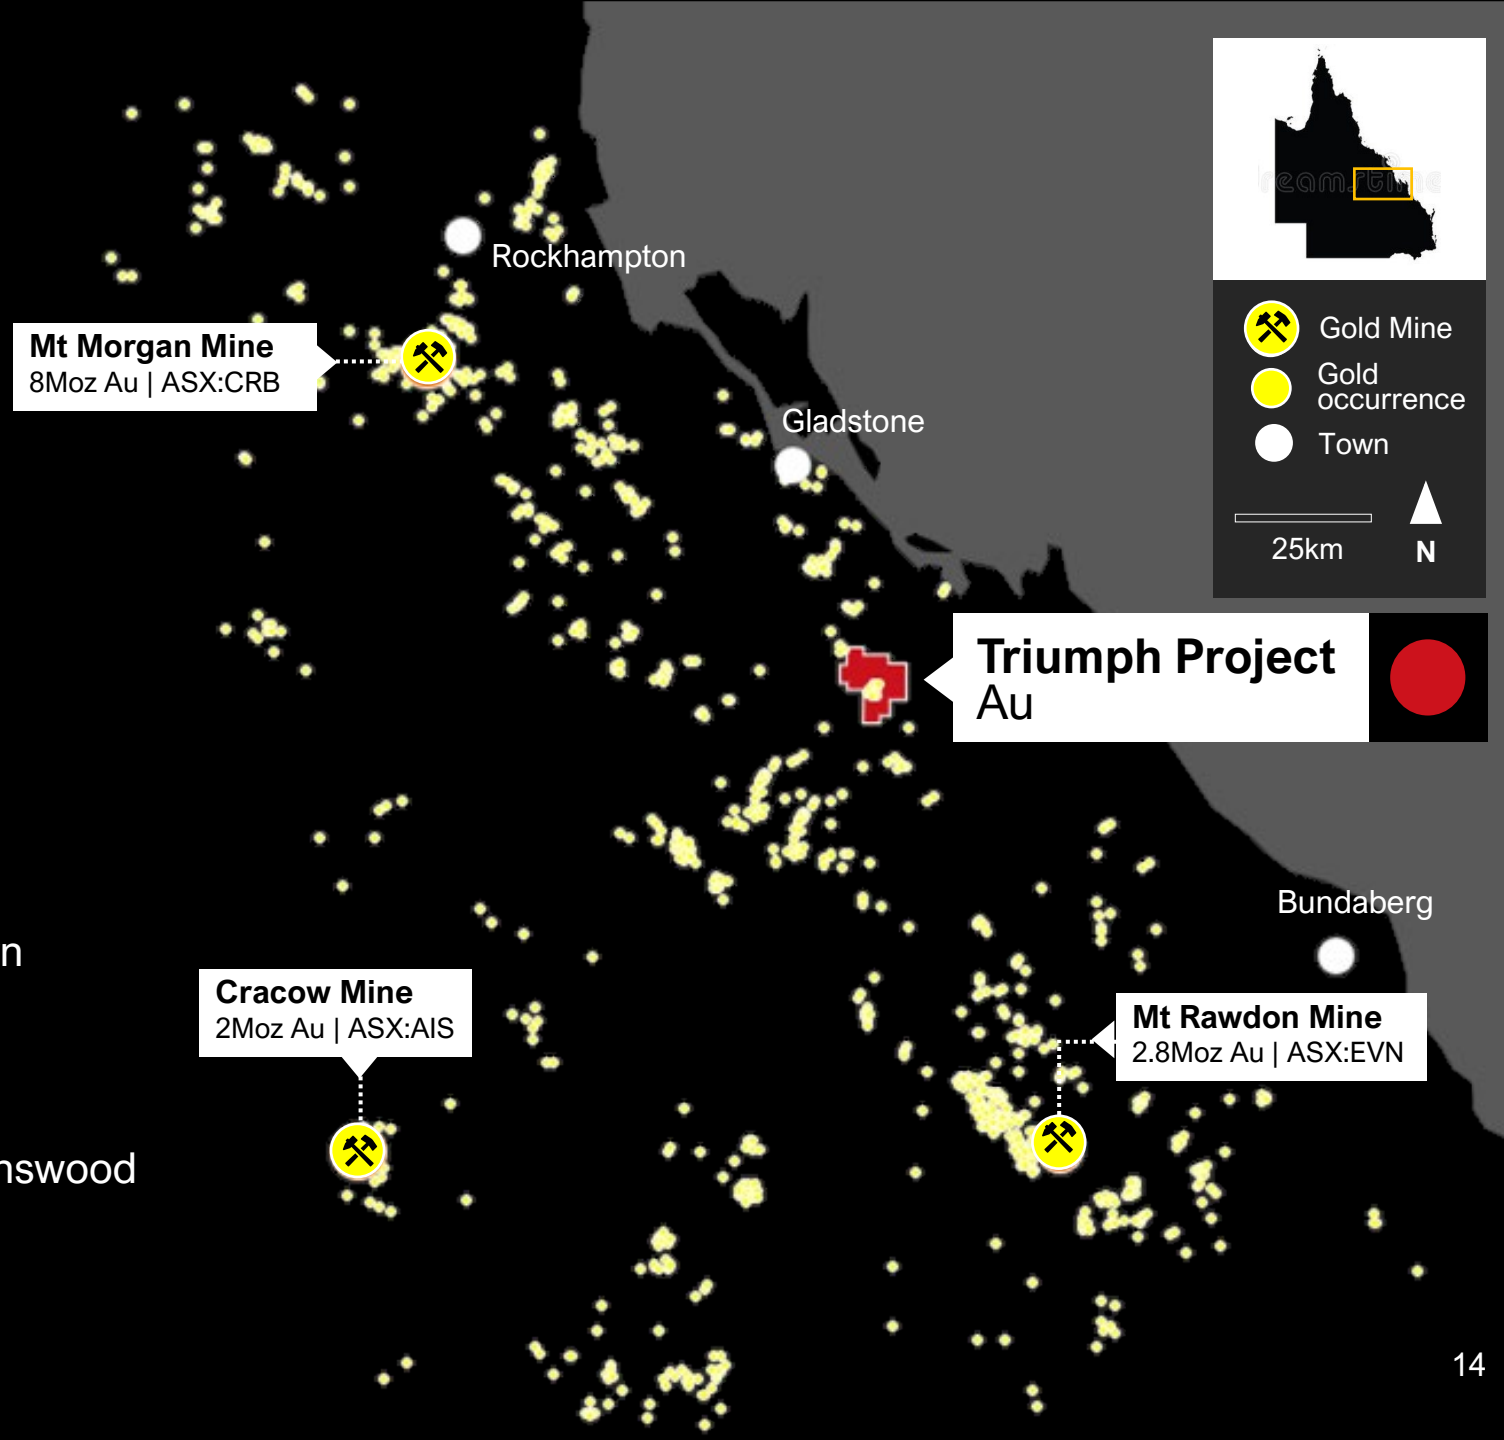 Rockhampton
Mt Morgan Mine
8Moz Au | ASX:CRB
Gladstone
Gold Mine
Gold
occurrence
Town
25km
N
Triumph Project
Au
Bundaberg
n
Cracow Mine
2Moz Au | ASX:AIS
Mt Rawdon Mine
2.8Moz Au | ASX:EVN
nswood
14